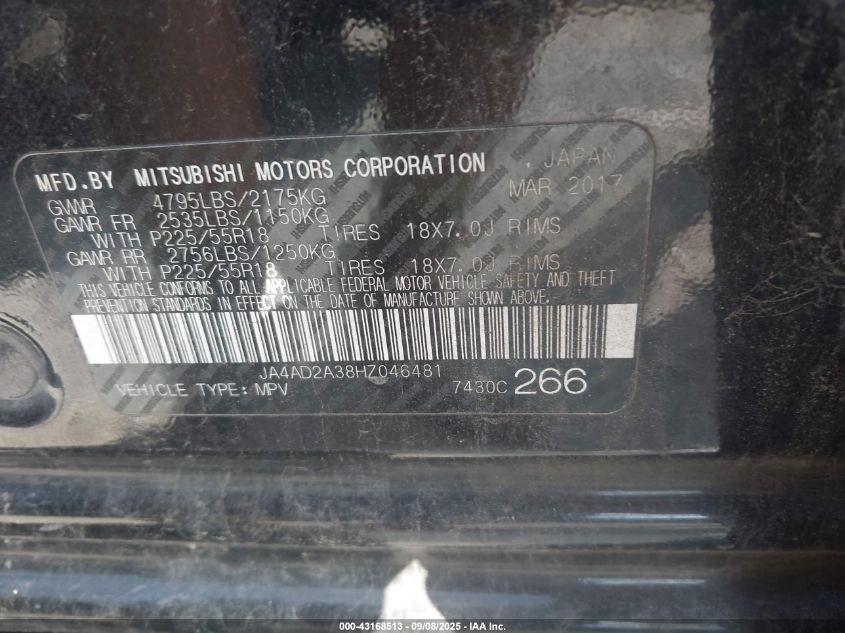 MFD.BY MITSUBISHI MOTORS CORPORATION , JAPAN
GVWR 4795LBS/2175KG MAR 2017
GAWR FR 2535LBS/1150KG
WITH P225/55R18 TIRES 18X7.0J RIMS
GAWR RR 2756LBS/1250KG
WITH P225/55R18 TIRES 18X7.0J RIMS
THIS VEHICLE CONFORMS TO ALL APPLICABLE FEDERAL MOTOR VEHICLE SAFETY AND THEFT
PREVENTION STANDARDS IN EFFECT ON THE DATE OF MANUFACTURE SHOWN ABOVE.
JA4AD2A38HZ046481
VEHICLE TYPE: MPV 7430C 266
000-43168513 - 09/08/2025 - IAA Inc.